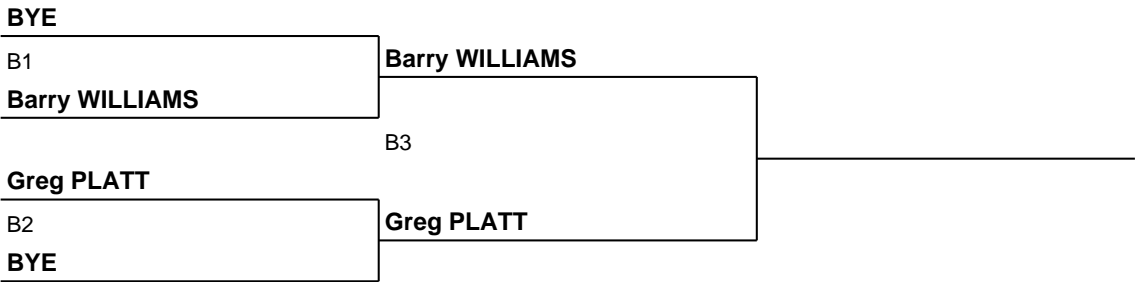 BYE
B1
Barry WILLIAMS
Barry WILLIAMS
B3
Greg PLATT
B2
Greg PLATT
BYE